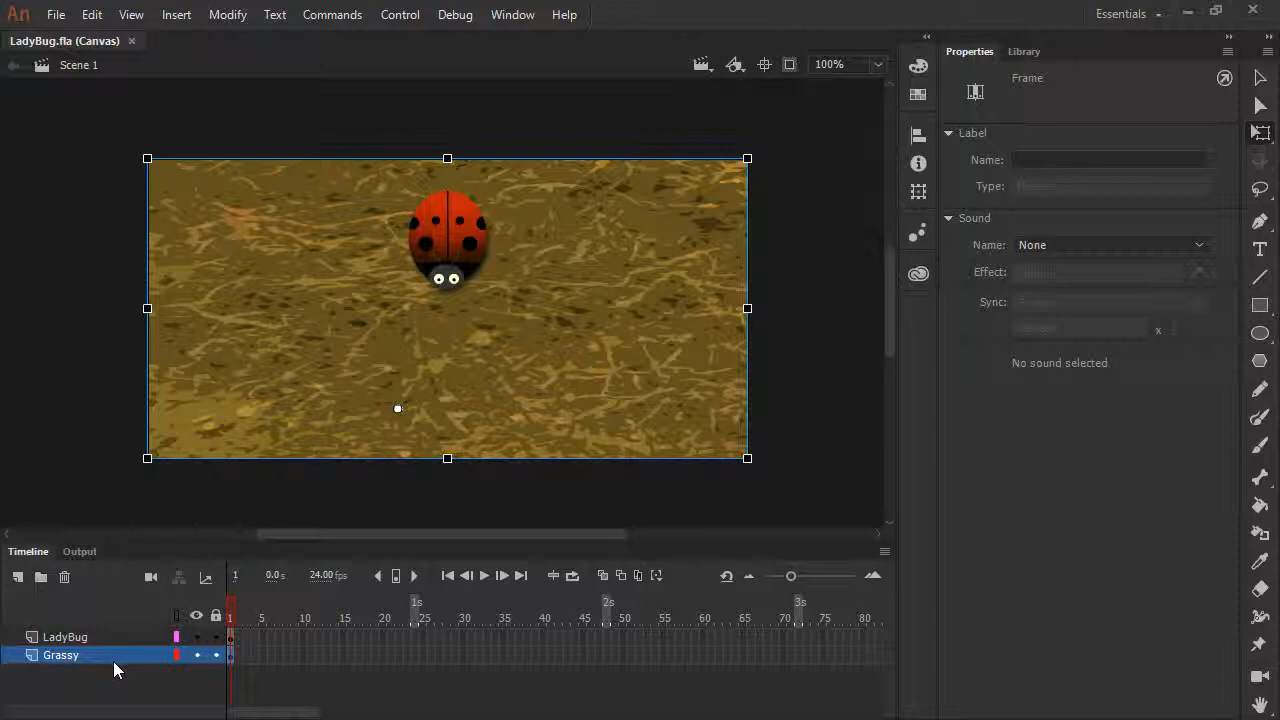 An File Edit View Insert Modify Text Commands Control Debug Window Help Essentials
LadyBug.fla (Canvas) ×
Properties Library
Scene 1 100%
Frame
Label
Name:
Type:
Sound
Name: None
Effect:
Sync:
x
No sound selected
Timeline Output
1 0.0 s 24.00 fps
1s 2s 3s
1 5 10 15 20 25 30 35 40 45 50 55 60 65 70 75 80
LadyBug
Grassy